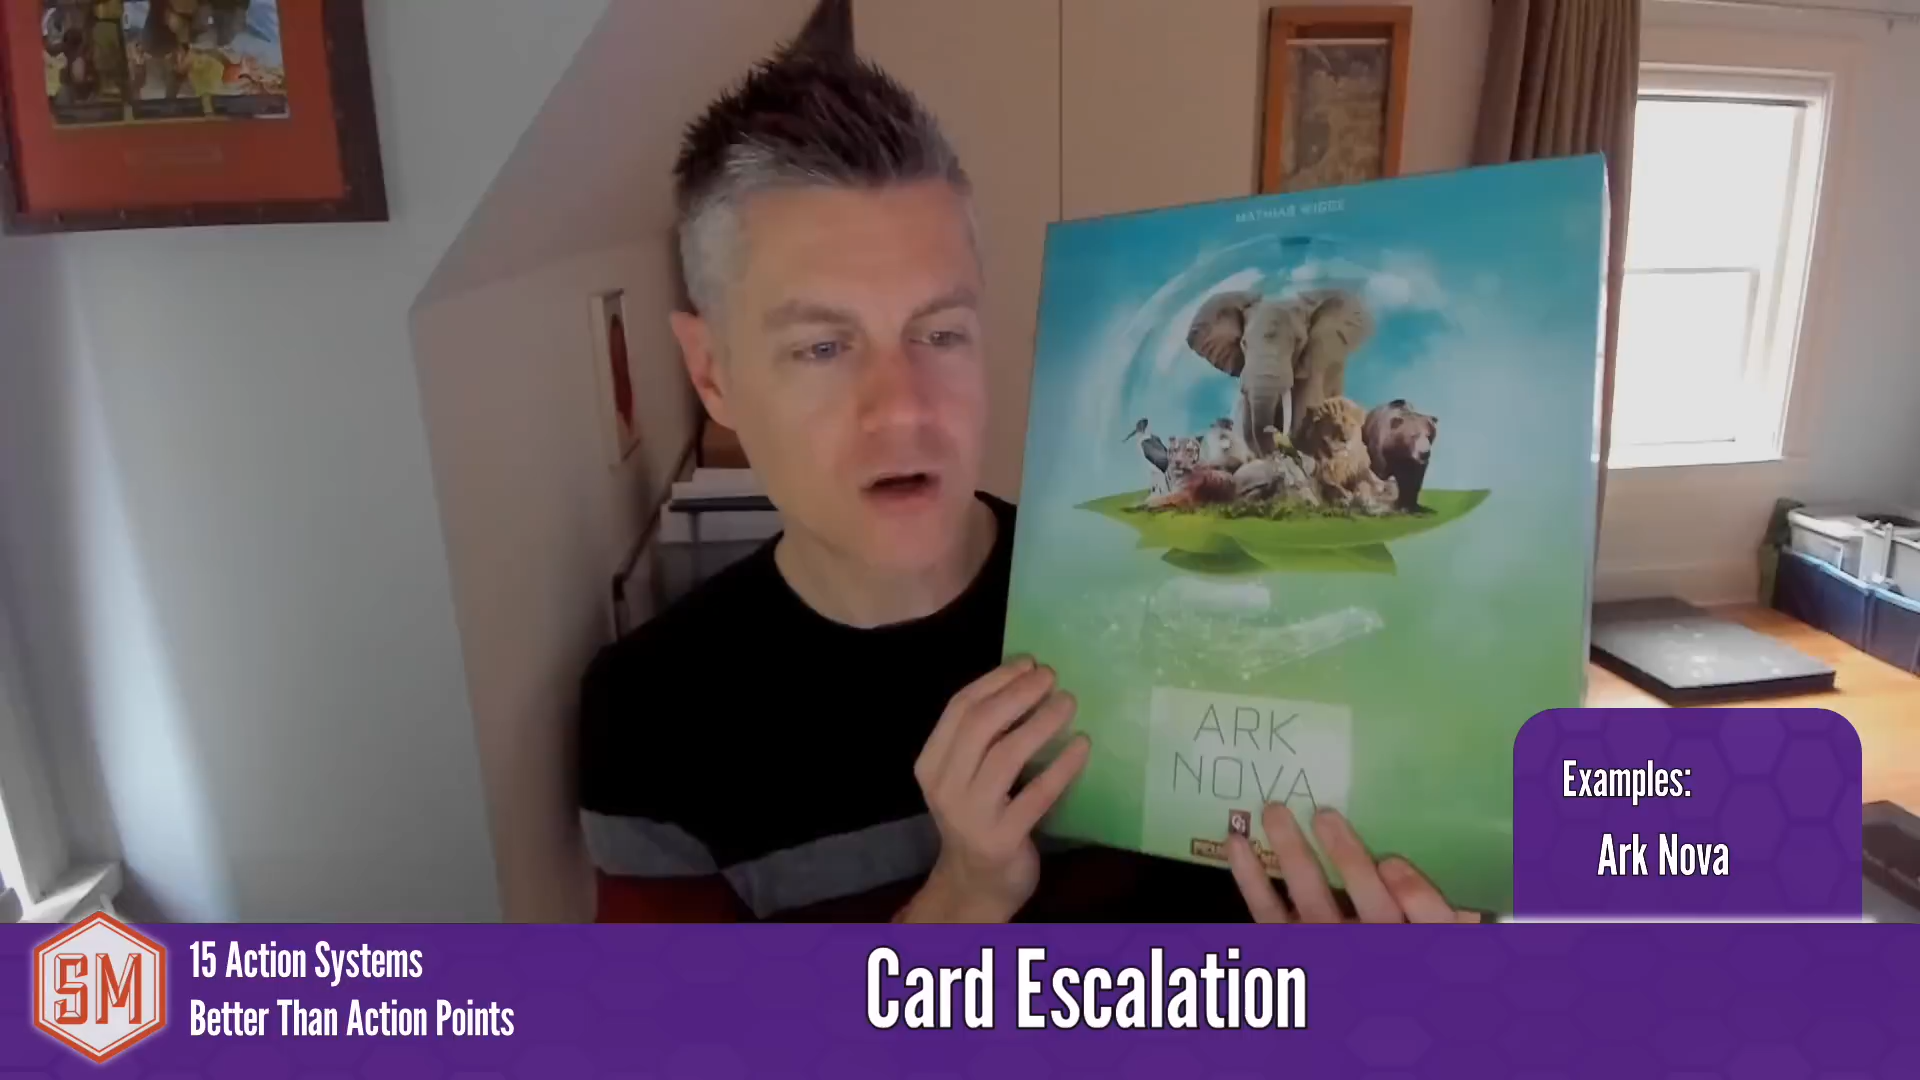 MATHIAS WIGGE
ARK
NOVA
Examples:
Ark Nova
SM
15 Action Systems
Better Than Action Points
Card Escalation